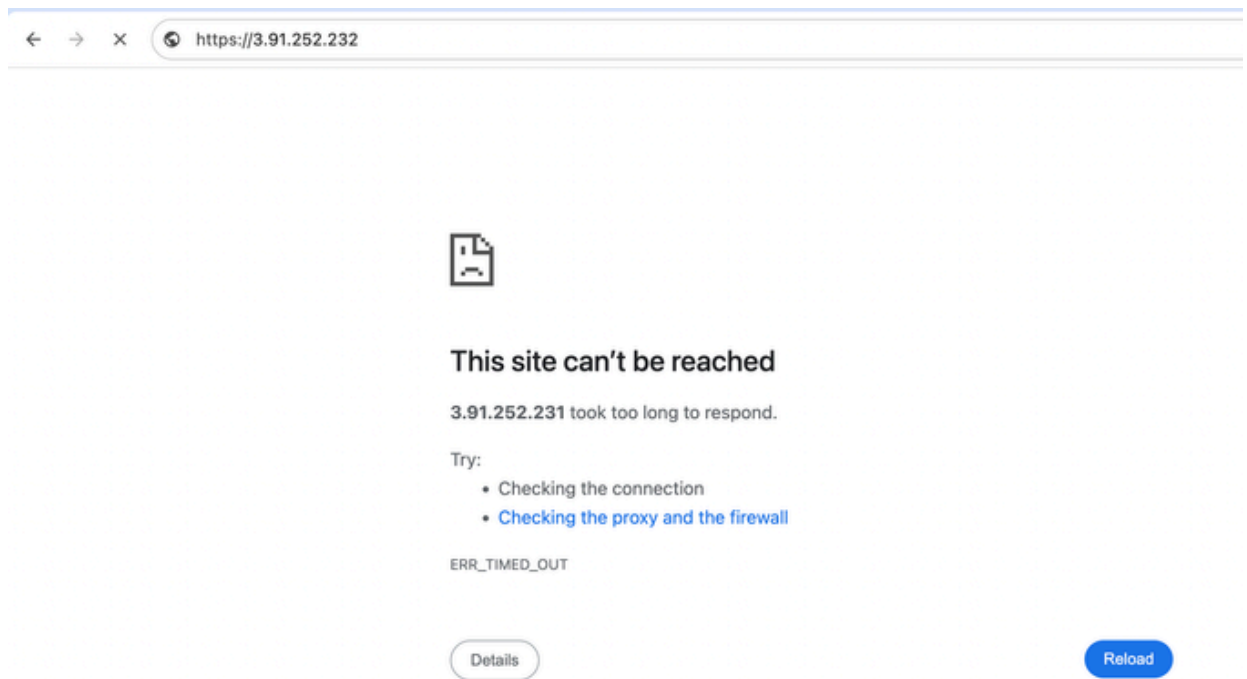 https://3.91.252.232
This site can't be reached
3.91.252.231 took too long to respond.
Try:
• Checking the connection
• Checking the proxy and the firewall
ERR_TIMED_OUT
Details
Reload